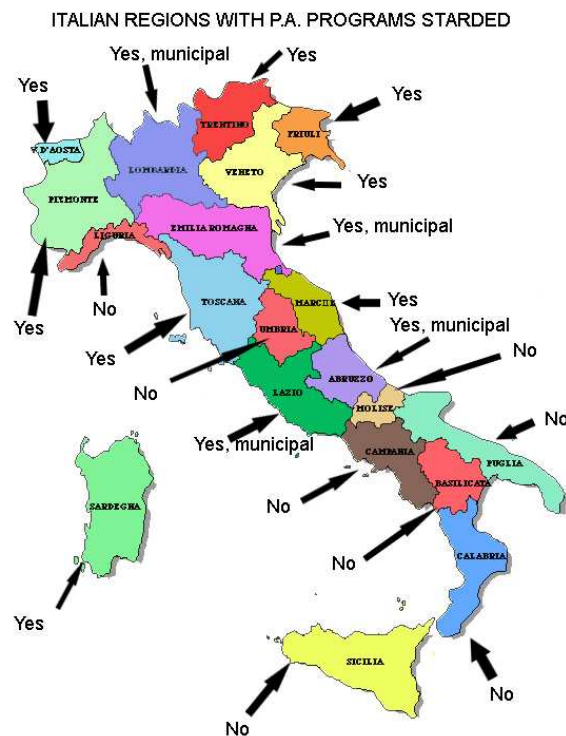 ITALIAN REGIONS WITH P.A. PROGRAMS STARDED
Yes, municipal
Yes
Yes
Yes
TRENTINO
FRIULI
V. D'AOSTA
LOMBARDIA
VENETO
Yes
PIEMONTE
EMILIA ROMAGNA
Yes, municipal
LIGURIA
No
TOSCANA
MARCHE
Yes
Yes
UMBRIA
Yes, municipal
Yes
No
ABRUZZO
No
LAZIO
MOLISE
No
Yes, municipal
CAMPANIA
PUGLIA
BASILICATA
No
SARDEGNA
No
CALABRIA
Yes
SICILIA
No
No